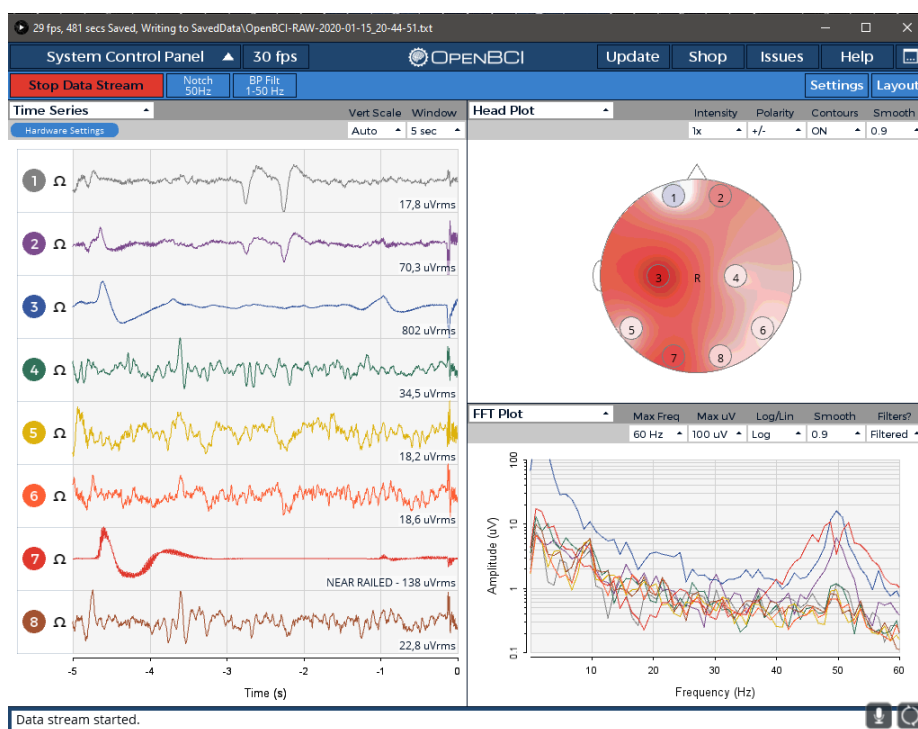 29 fps, 481 secs Saved, Writing to SavedData\OpenBCI-RAW-2020-01-15_20-44-51.txt
System Control Panel 30 fps OPENBCI Update Shop Issues Help
Stop Data Stream Notch 50Hz BP Filt 1-50 Hz Settings Layout
Time Series Vert Scale Window
Hardware Settings Auto 5 sec
1 Ω
17,8 uVrms
2 Ω
70,3 uVrms
3 Ω
802 uVrms
4 Ω
34,5 uVrms
5 Ω
18,2 uVrms
6 Ω
18,6 uVrms
7 Ω
NEAR RAILED - 138 uVrms
8 Ω
22,8 uVrms
-5 -4 -3 -2 -1 0
Time (s)
Head Plot Intensity Polarity Contours Smooth
1x +/- ON 0.9
1 2
3 R 4
5 6
7 8
FFT Plot Max Freq Max uV Log/Lin Smooth Filters?
60 Hz 100 uV Log 0.9 Filtered
Amplitude (uV)
100
10
1
0.1
10 20 30 40 50 60
Frequency (Hz)
Data stream started.